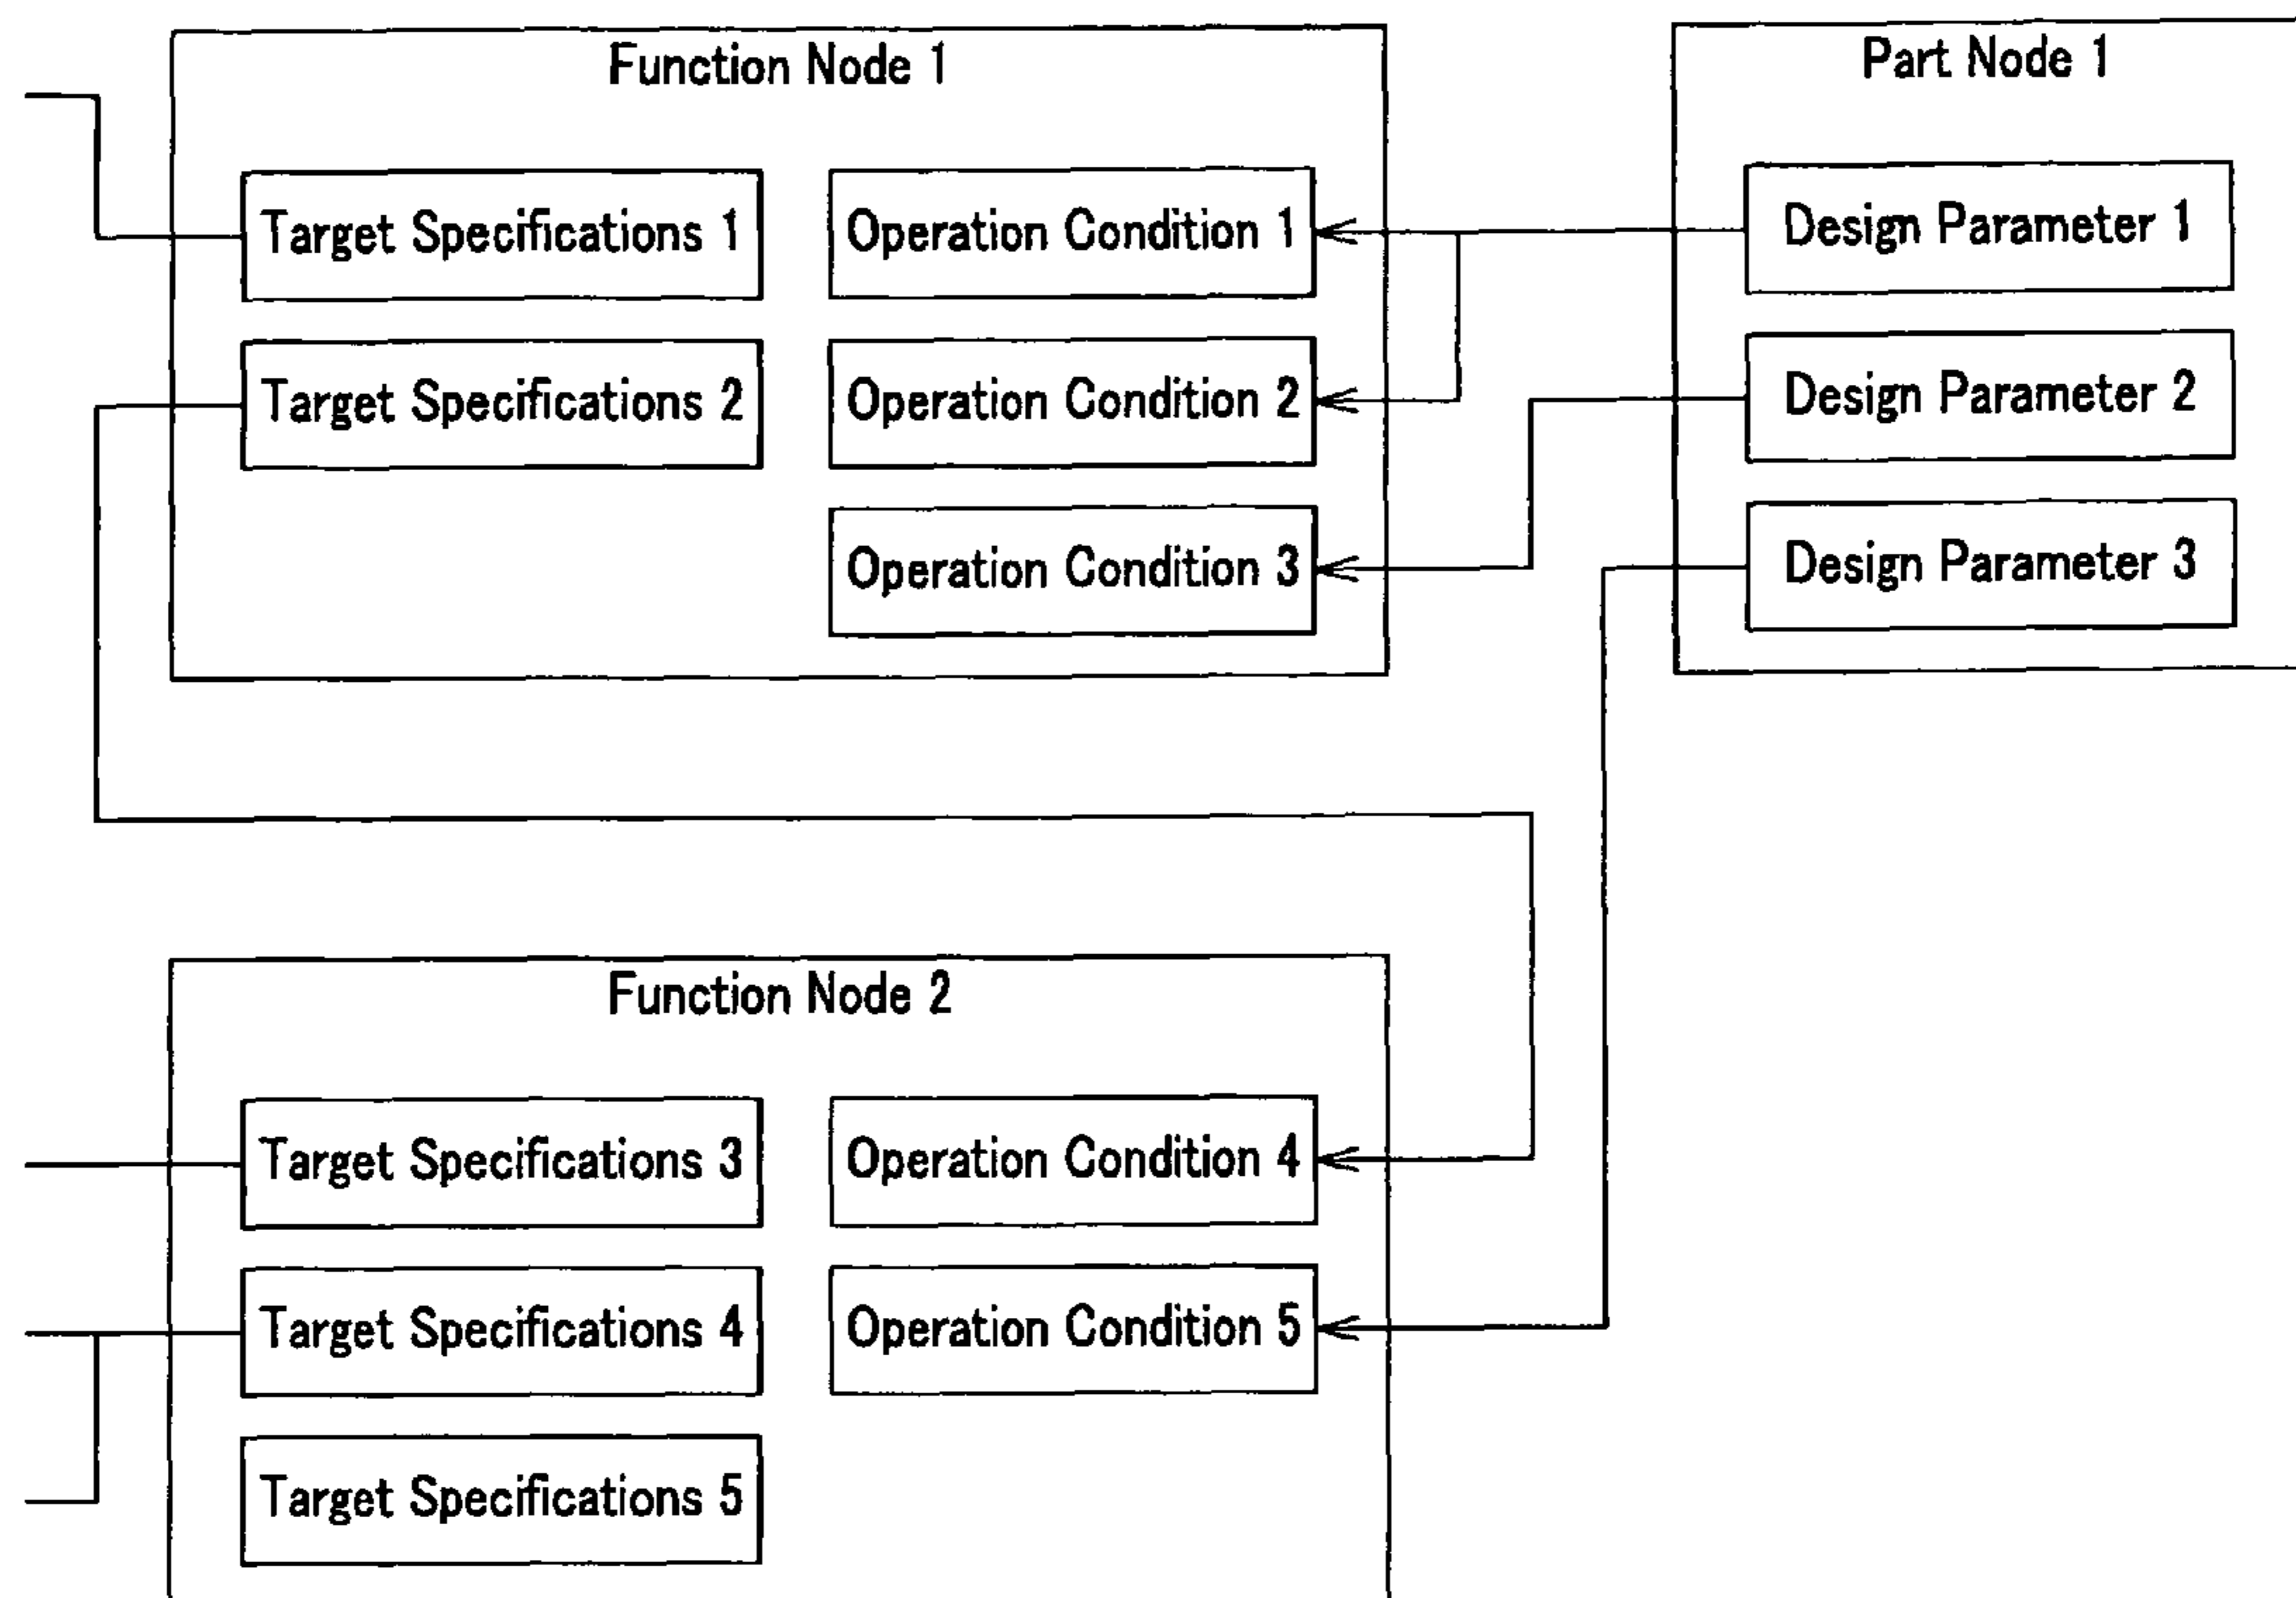 Function Node 1
Target Specifications 1
Operation Condition 1
Target Specifications 2
Operation Condition 2
Operation Condition 3
Part Node 1
Design Parameter 1
Design Parameter 2
Design Parameter 3
Function Node 2
Target Specifications 3
Operation Condition 4
Target Specifications 4
Operation Condition 5
Target Specifications 5